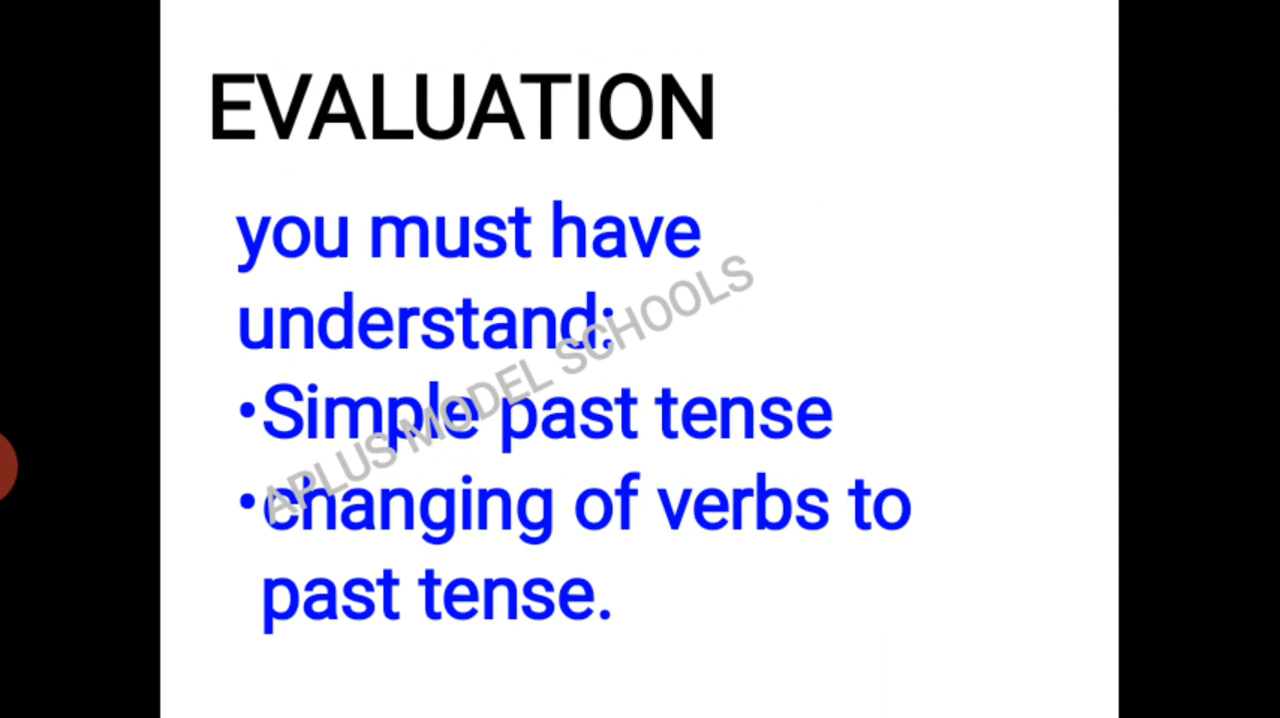 EVALUATION
you must have
understand:
•Simple past tense
•changing of verbs to
past tense.
APLUS MODEL SCHOOLS